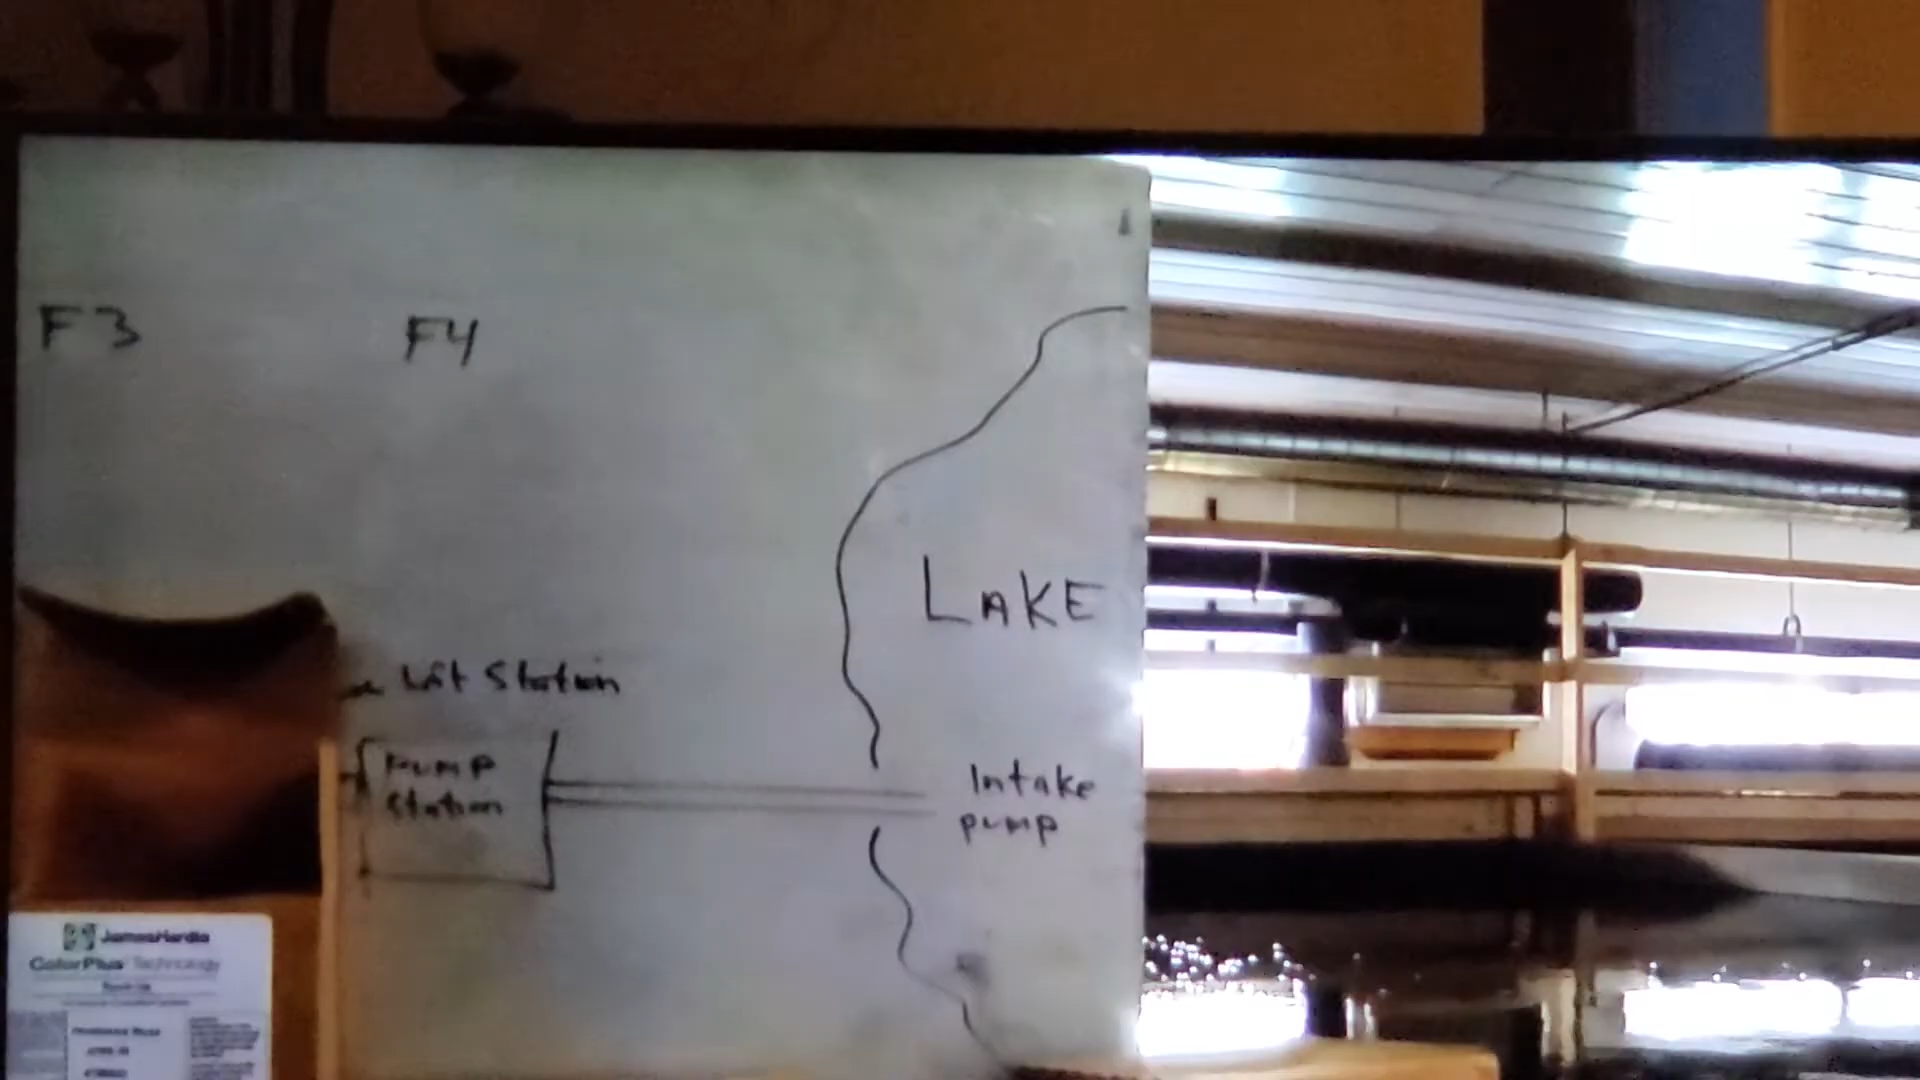 F3
F4
LAKE
Lift Station
Pump
Station
Intake
pump
JamesHardie
ColorPlus Technology